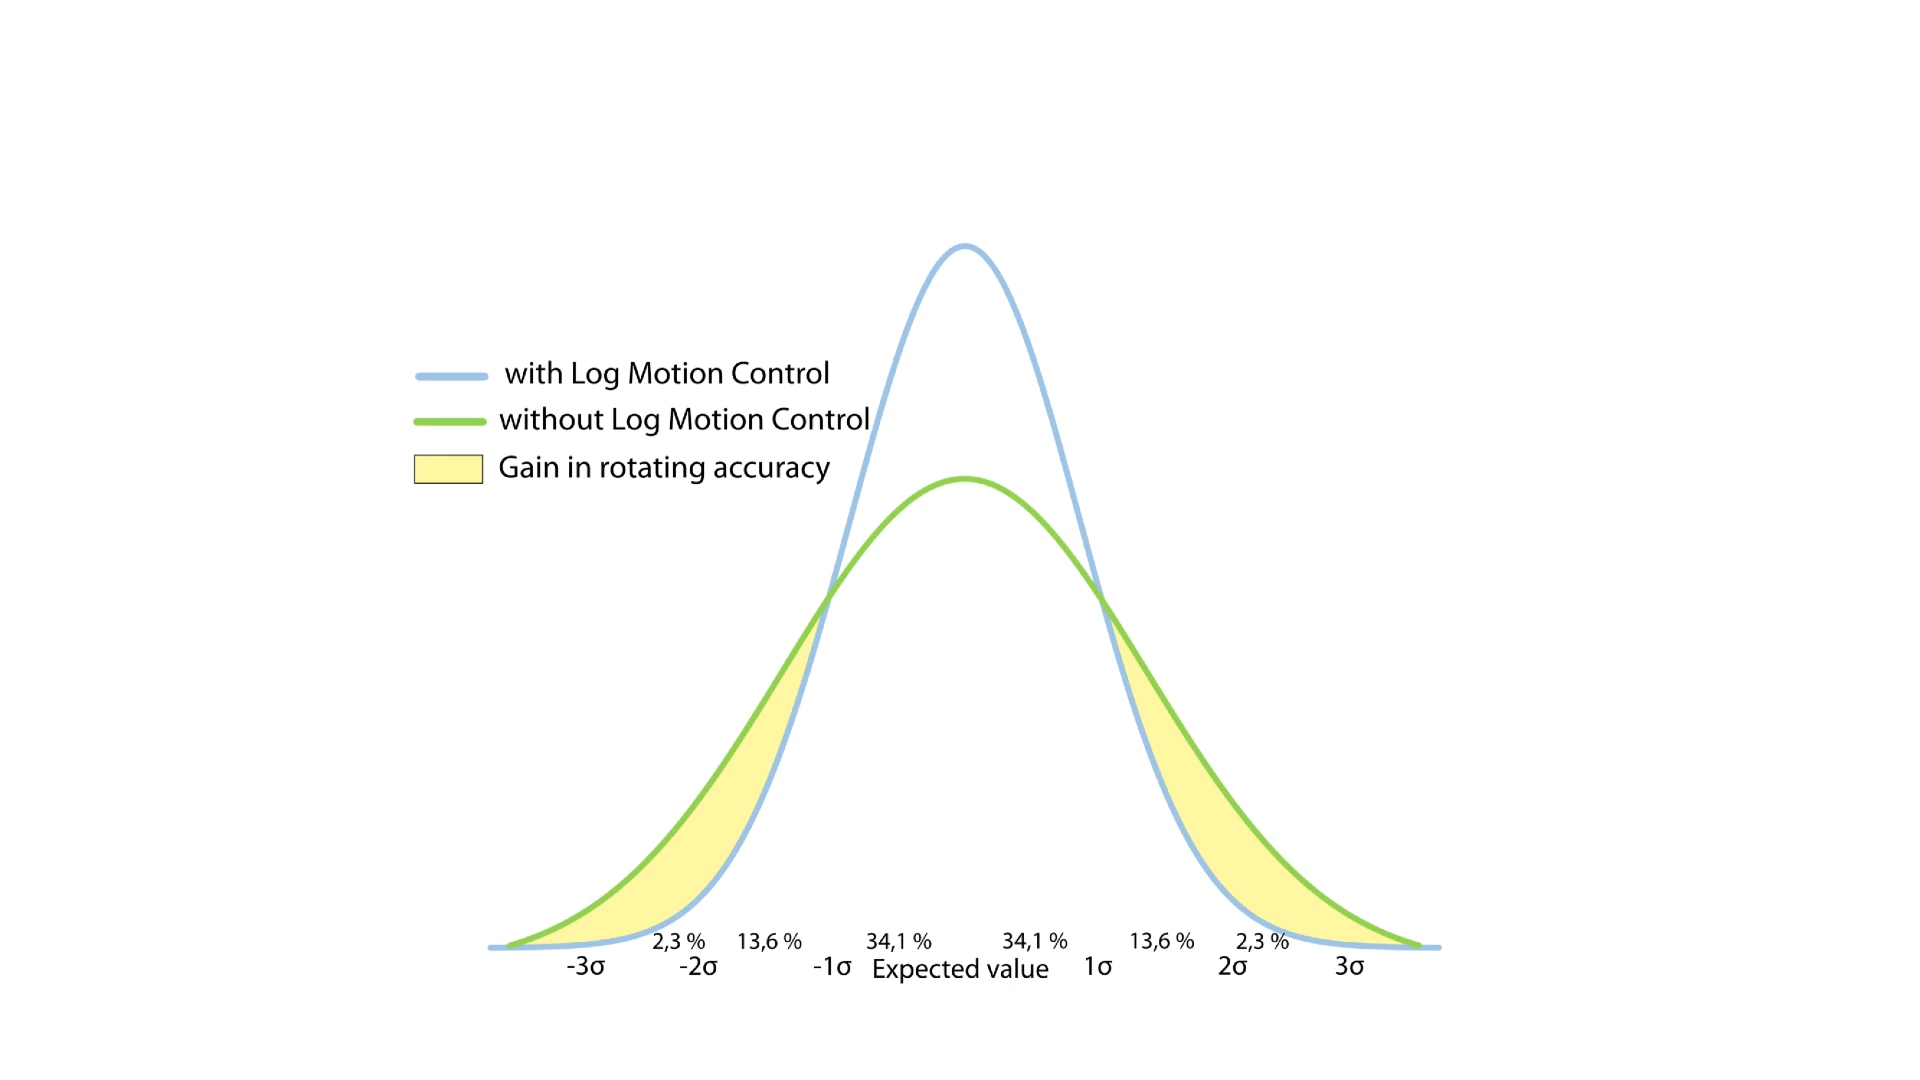 with Log Motion Control
without Log Motion Control
Gain in rotating accuracy
2,3 % 13,6 % 34,1 % 34,1 % 13,6 % 2,3 %
-3σ -2σ -1σ Expected value 1σ 2σ 3σ